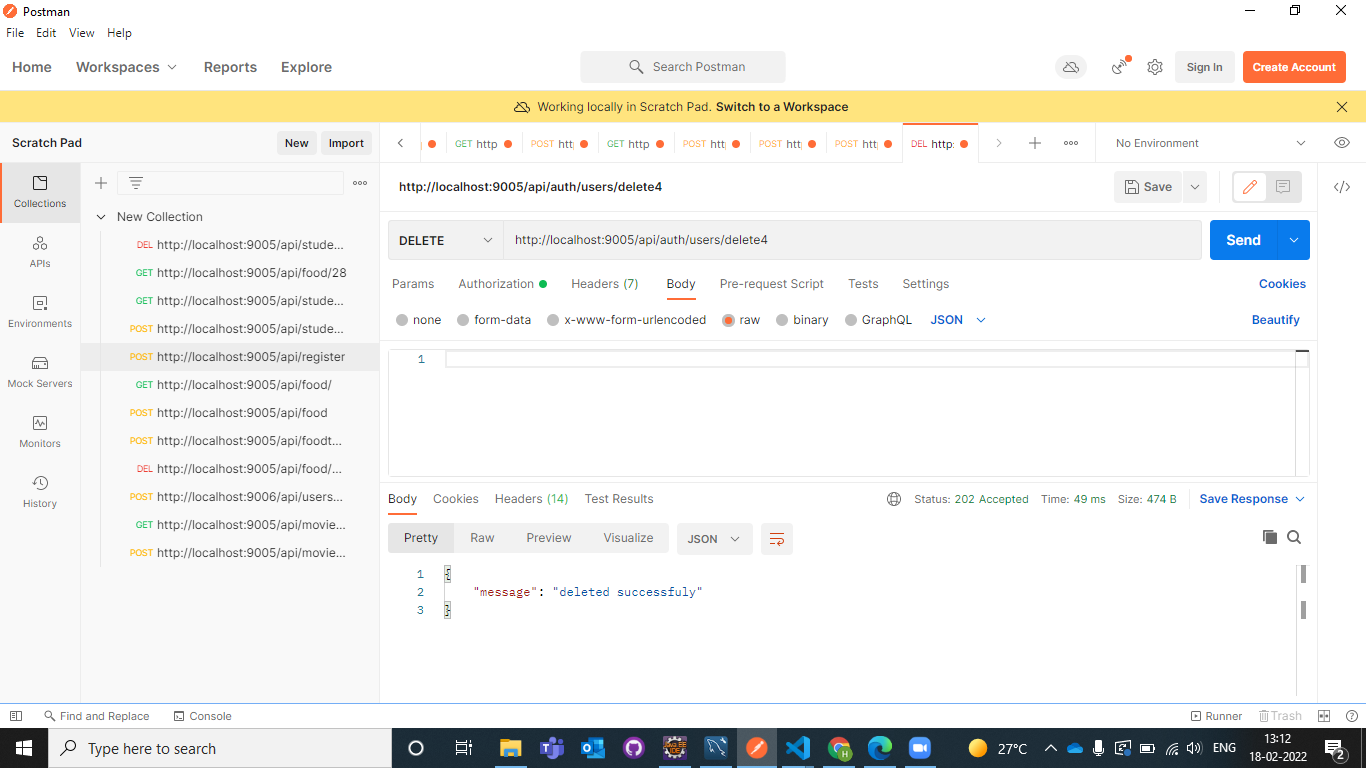 Postman
File Edit View Help
Home Workspaces Reports Explore Search Postman Sign In Create Account
Working locally in Scratch Pad. Switch to a Workspace
Scratch Pad New Import
GET http POST htt GET http POST htt POST htt POST htt DEL http No Environment
Collections
APIs
Environments
Mock Servers
Monitors
History
New Collection
DEL http://localhost:9005/api/stude...
GET http://localhost:9005/api/food/28
GET http://localhost:9005/api/stude...
POST http://localhost:9005/api/stude...
POST http://localhost:9005/api/register
GET http://localhost:9005/api/food/
POST http://localhost:9005/api/food
POST http://localhost:9005/api/foodt...
DEL http://localhost:9005/api/food/...
POST http://localhost:9006/api/users...
GET http://localhost:9005/api/movie...
POST http://localhost:9005/api/movie...
http://localhost:9005/api/auth/users/delete4 Save
DELETE http://localhost:9005/api/auth/users/delete4 Send
Params Authorization Headers (7) Body Pre-request Script Tests Settings Cookies
none form-data x-www-form-urlencoded raw binary GraphQL JSON Beautify
1
Body Cookies Headers (14) Test Results Status: 202 Accepted Time: 49 ms Size: 474 B Save Response
Pretty Raw Preview Visualize JSON
1 {
2 "message": "deleted successfuly"
3 }
Find and Replace Console Runner Trash
Type here to search 27°C ENG 13:12
18-02-2022 2